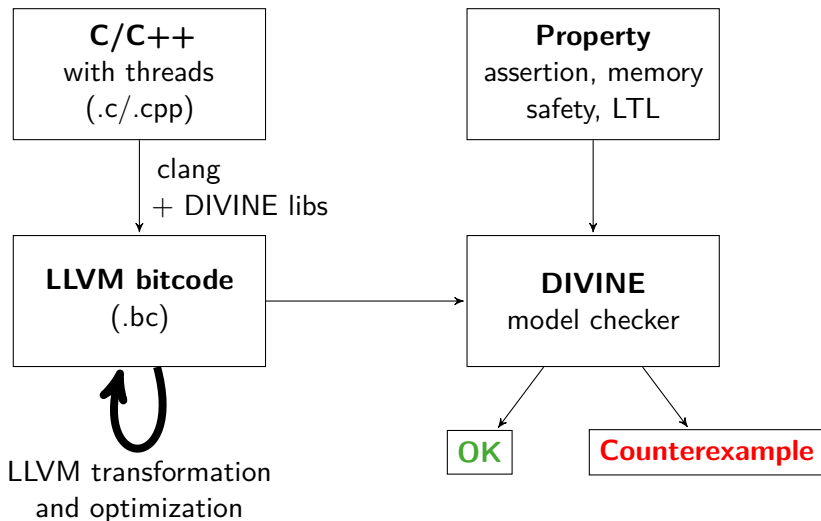 C/C++
with threads
(.c/.cpp)
Property
assertion, memory
safety, LTL
clang
+ DIVINE libs
LLVM bitcode
(.bc)
DIVINE
model checker
OK
Counterexample
LLVM transformation
and optimization